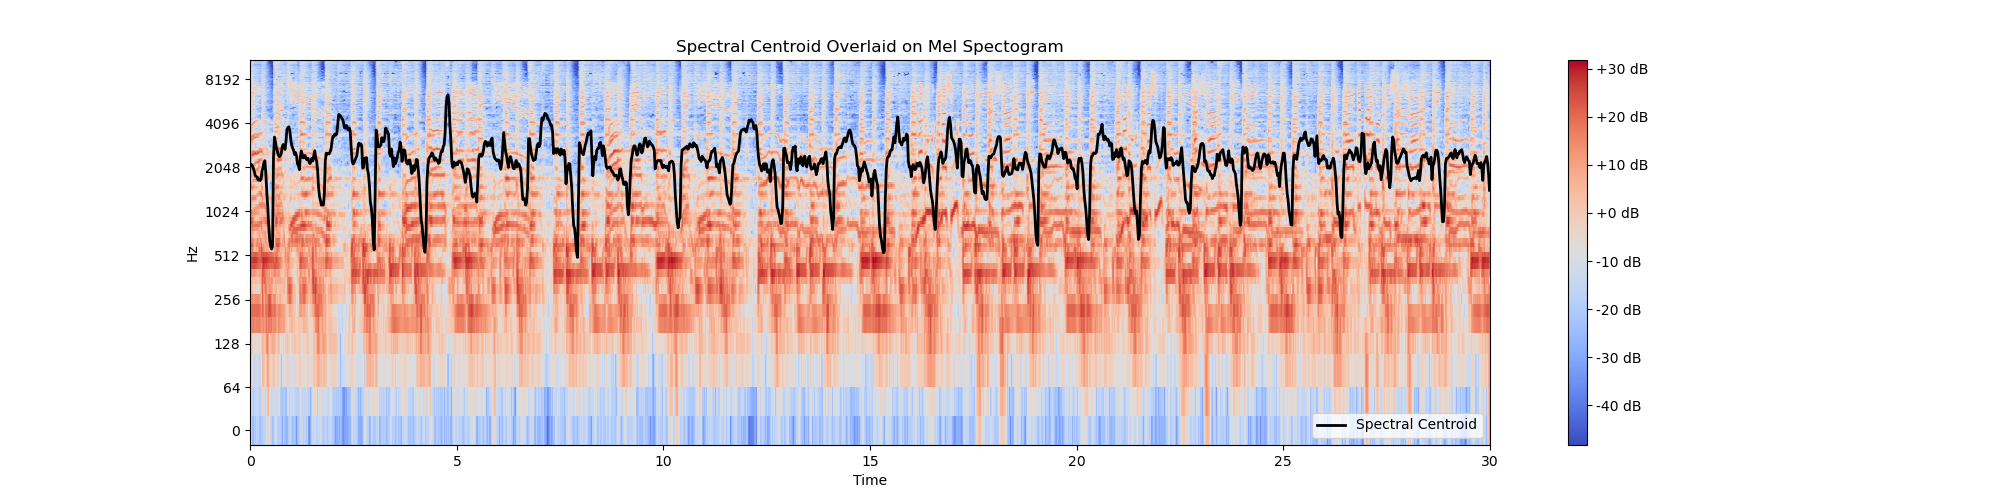 Spectral Centroid Overlaid on Mel Spectogram
Hz
8192
4096
2048
1024
512
256
128
64
0
0 5 10 15 20 25 30
Time
Spectral Centroid
+30 dB
+20 dB
+10 dB
+0 dB
-10 dB
-20 dB
-30 dB
-40 dB